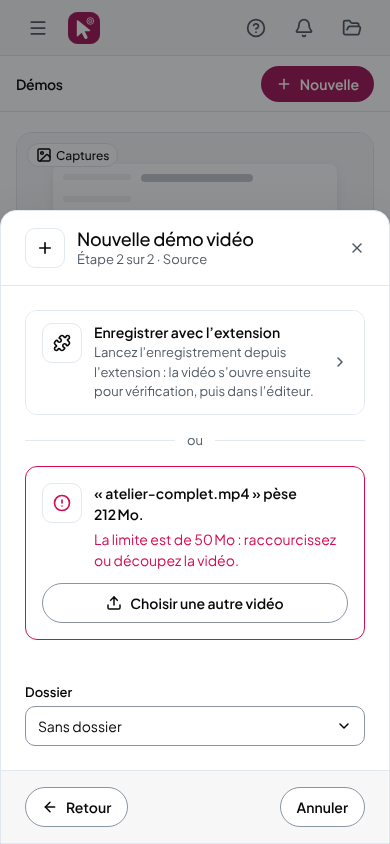 Démos
Nouvelle
Captures
Nouvelle démo vidéo
Étape 2 sur 2 · Source
Enregistrer avec l’extension
Lancez l’enregistrement depuis
l’extension : la vidéo s’ouvre ensuite
pour vérification, puis dans l’éditeur.
ou
« atelier-complet.mp4 » pèse
212 Mo.
La limite est de 50 Mo : raccourcissez
ou découpez la vidéo.
Choisir une autre vidéo
Dossier
Sans dossier
Retour
Annuler